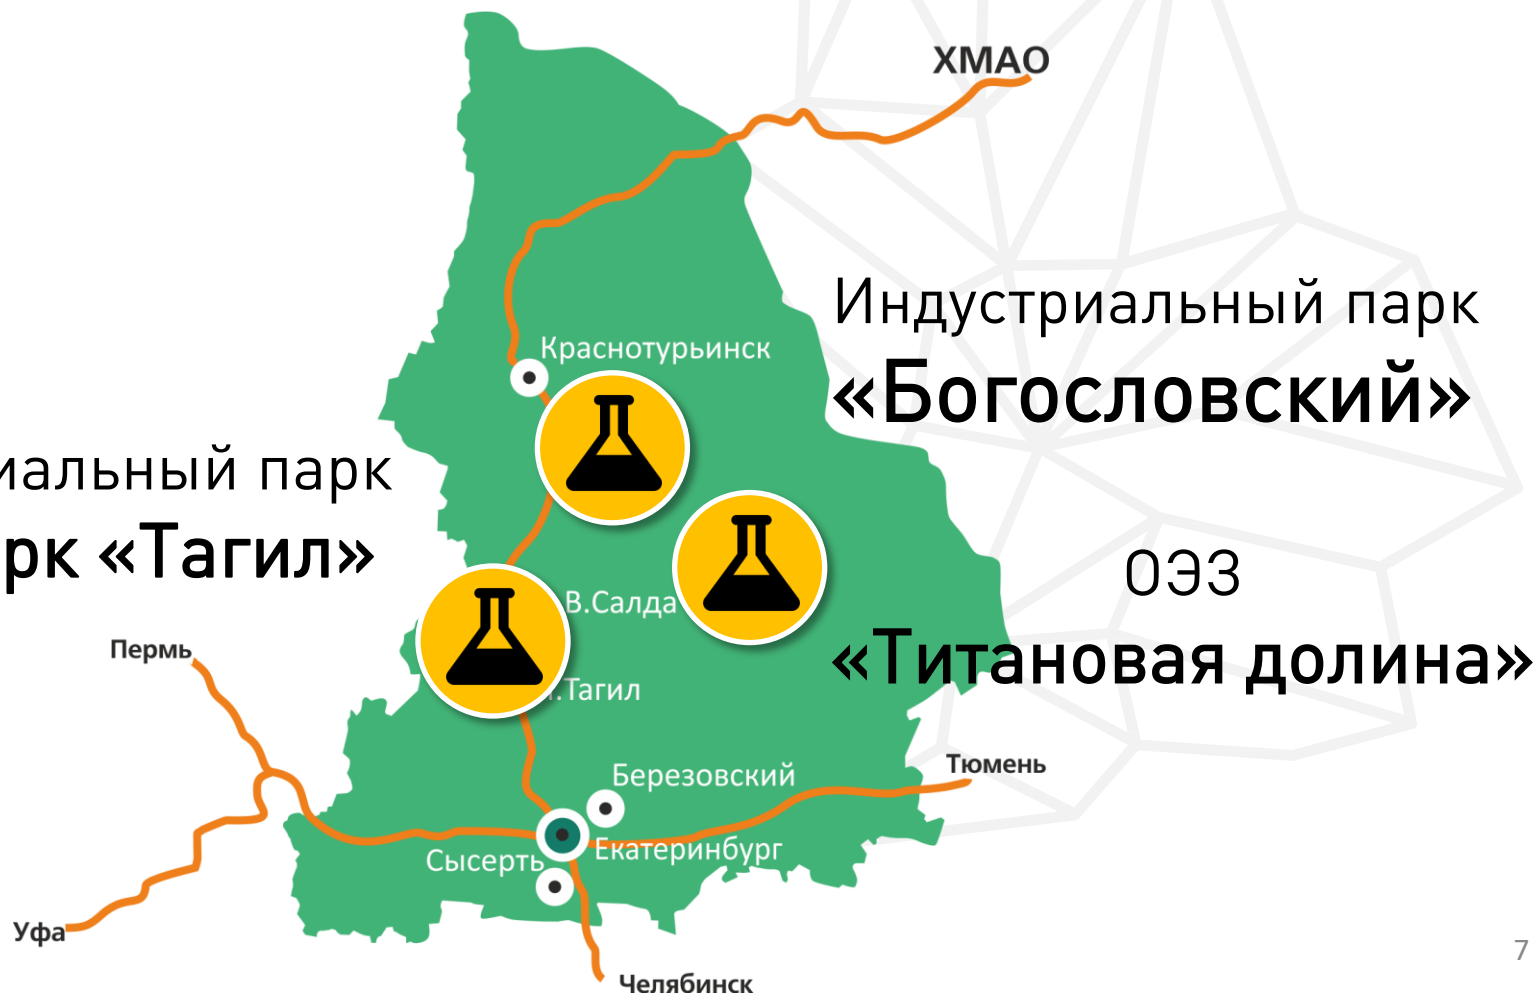 ХМАО
Индустриальный парк
«Богословский»
Краснотурьинск
иальный парк
рк «Тагил»
ОЭЗ
«Титановая долина»
В.Салда
.Тагил
Пермь
Тюмень
Березовский
Екатеринбург
Сысерть
Уфа
Челябинск
7